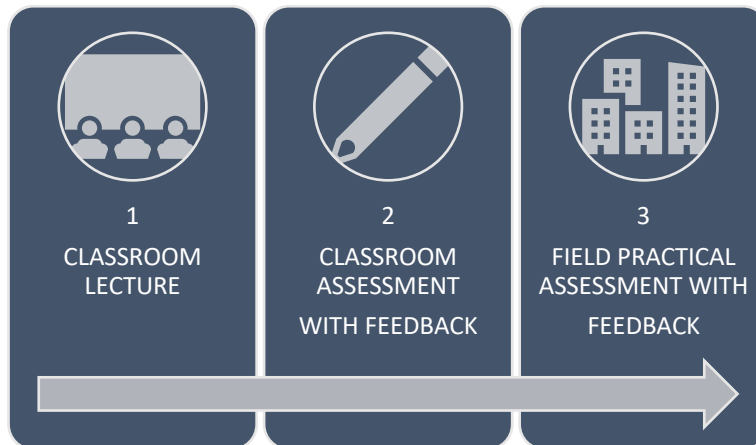 1
CLASSROOM
LECTURE
2
CLASSROOM
ASSESSMENT
WITH FEEDBACK
3
FIELD PRACTICAL
ASSESSMENT WITH
FEEDBACK